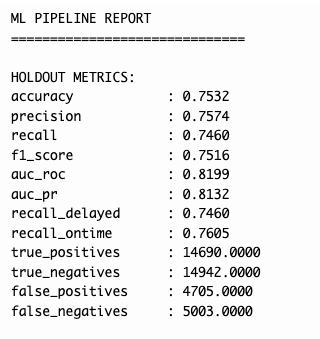 ML PIPELINE REPORT
==============================
HOLDOUT METRICS:
accuracy : 0.7532
precision : 0.7574
recall : 0.7460
f1_score : 0.7516
auc_roc : 0.8199
auc_pr : 0.8132
recall_delayed : 0.7460
recall_ontime : 0.7605
true_positives : 14690.0000
true_negatives : 14942.0000
false_positives : 4705.0000
false_negatives : 5003.0000